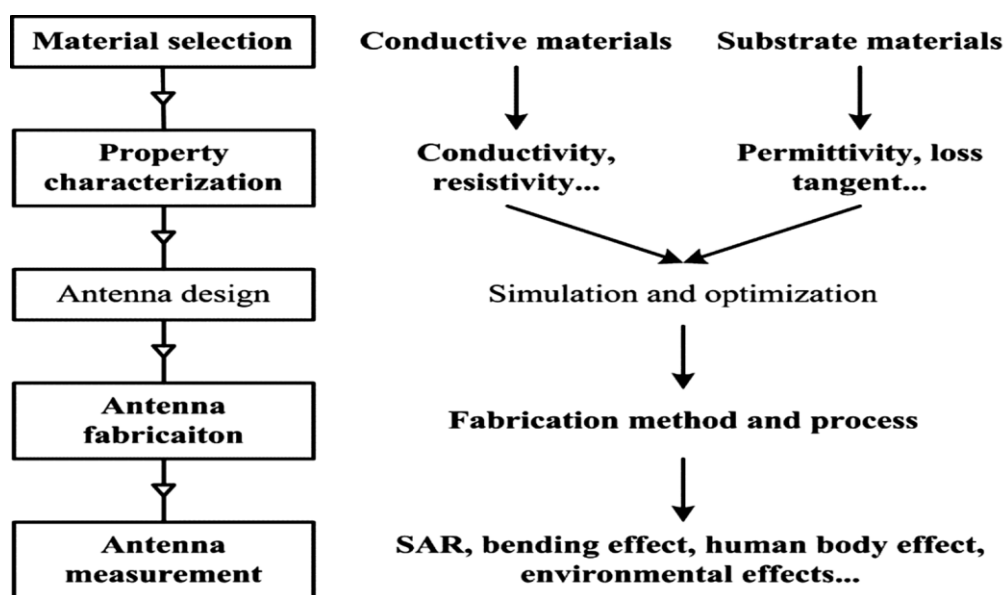 Material selection
Conductive materials
Substrate materials
Property
characterization
Conductivity,
resistivity...
Permittivity, loss
tangent...
Antenna design
Simulation and optimization
Antenna
fabricaiton
Fabrication method and process
Antenna
measurement
SAR, bending effect, human body effect,
environmental effects...